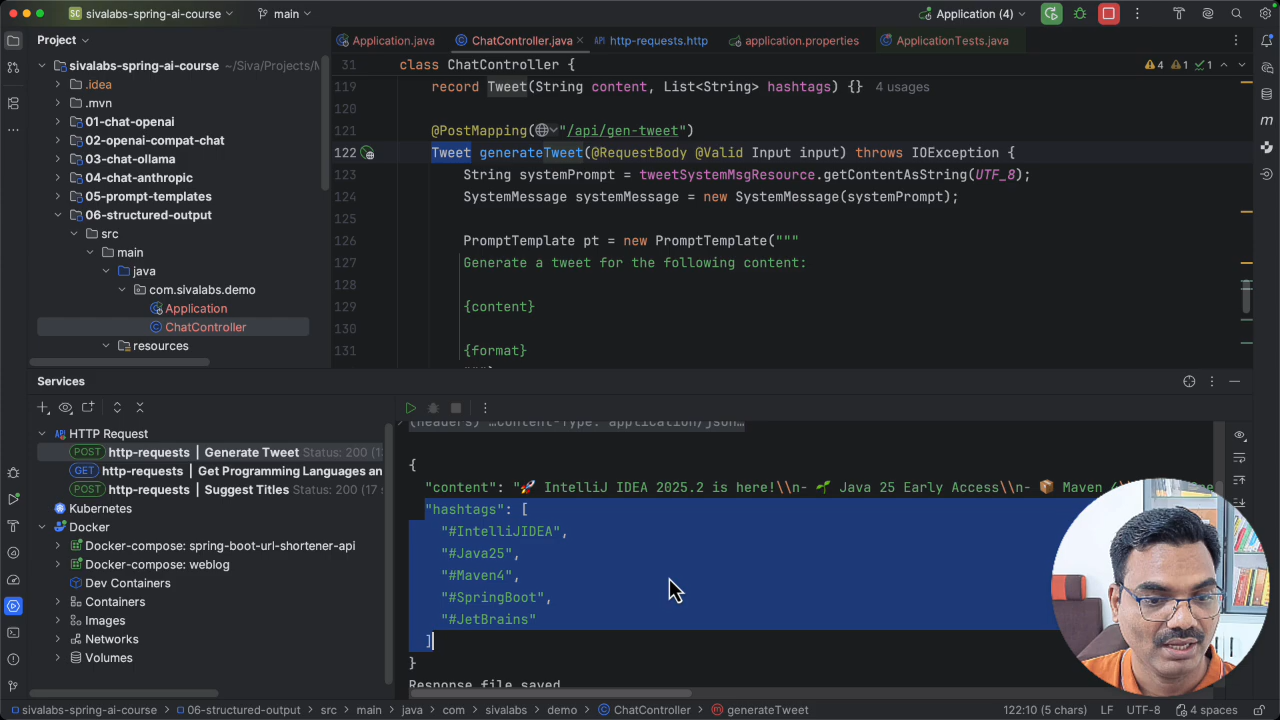 sivalabs-spring-ai-course
main
Application (4)
Project
Application.java
ChatController.java
http-requests.http
application.properties
ApplicationTests.java
sivalabs-spring-ai-course ~/Siva/Projects/
.idea
.mvn
01-chat-openai
02-openai-compat-chat
03-chat-ollama
04-chat-anthropic
05-prompt-templates
06-structured-output
src
main
java
com.sivalabs.demo
Application
ChatController
resources
31 class ChatController {
4 1 1
119 record Tweet(String content, List<String> hashtags) {} 4 usages
120
121 @PostMapping("/api/gen-tweet")
122 Tweet generateTweet(@RequestBody @Valid Input input) throws IOException {
123 String systemPrompt = tweetSystemMsgResource.getContentAsString(UTF_8);
124 SystemMessage systemMessage = new SystemMessage(systemPrompt);
125
126 PromptTemplate pt = new PromptTemplate("""
127 Generate a tweet for the following content:
128
129 {content}
130
131 {format}
Services
HTTP Request
POST http-requests | Generate Tweet Status: 200
GET http-requests | Get Programming Languages an
POST http-requests | Suggest Titles Status: 200 (17 s
Kubernetes
Docker
Docker-compose: spring-boot-url-shortener-api
Docker-compose: weblog
Dev Containers
Containers
Images
Networks
Volumes
(headers) …content-type: application/json…
{
"content": "🚀 IntelliJ IDEA 2025.2 is here!\\n- 🌱 Java 25 Early Access\\n- 📦 Maven
"hashtags": [
"#IntelliJIDEA",
"#Java25",
"#Maven4",
"#SpringBoot",
"#JetBrains"
]
}
Response file saved
sivalabs-spring-ai-course > 06-structured-output > src > main > java > com > sivalabs > demo > ChatController > generateTweet
122:10 (5 chars) LF UTF-8 4 spaces